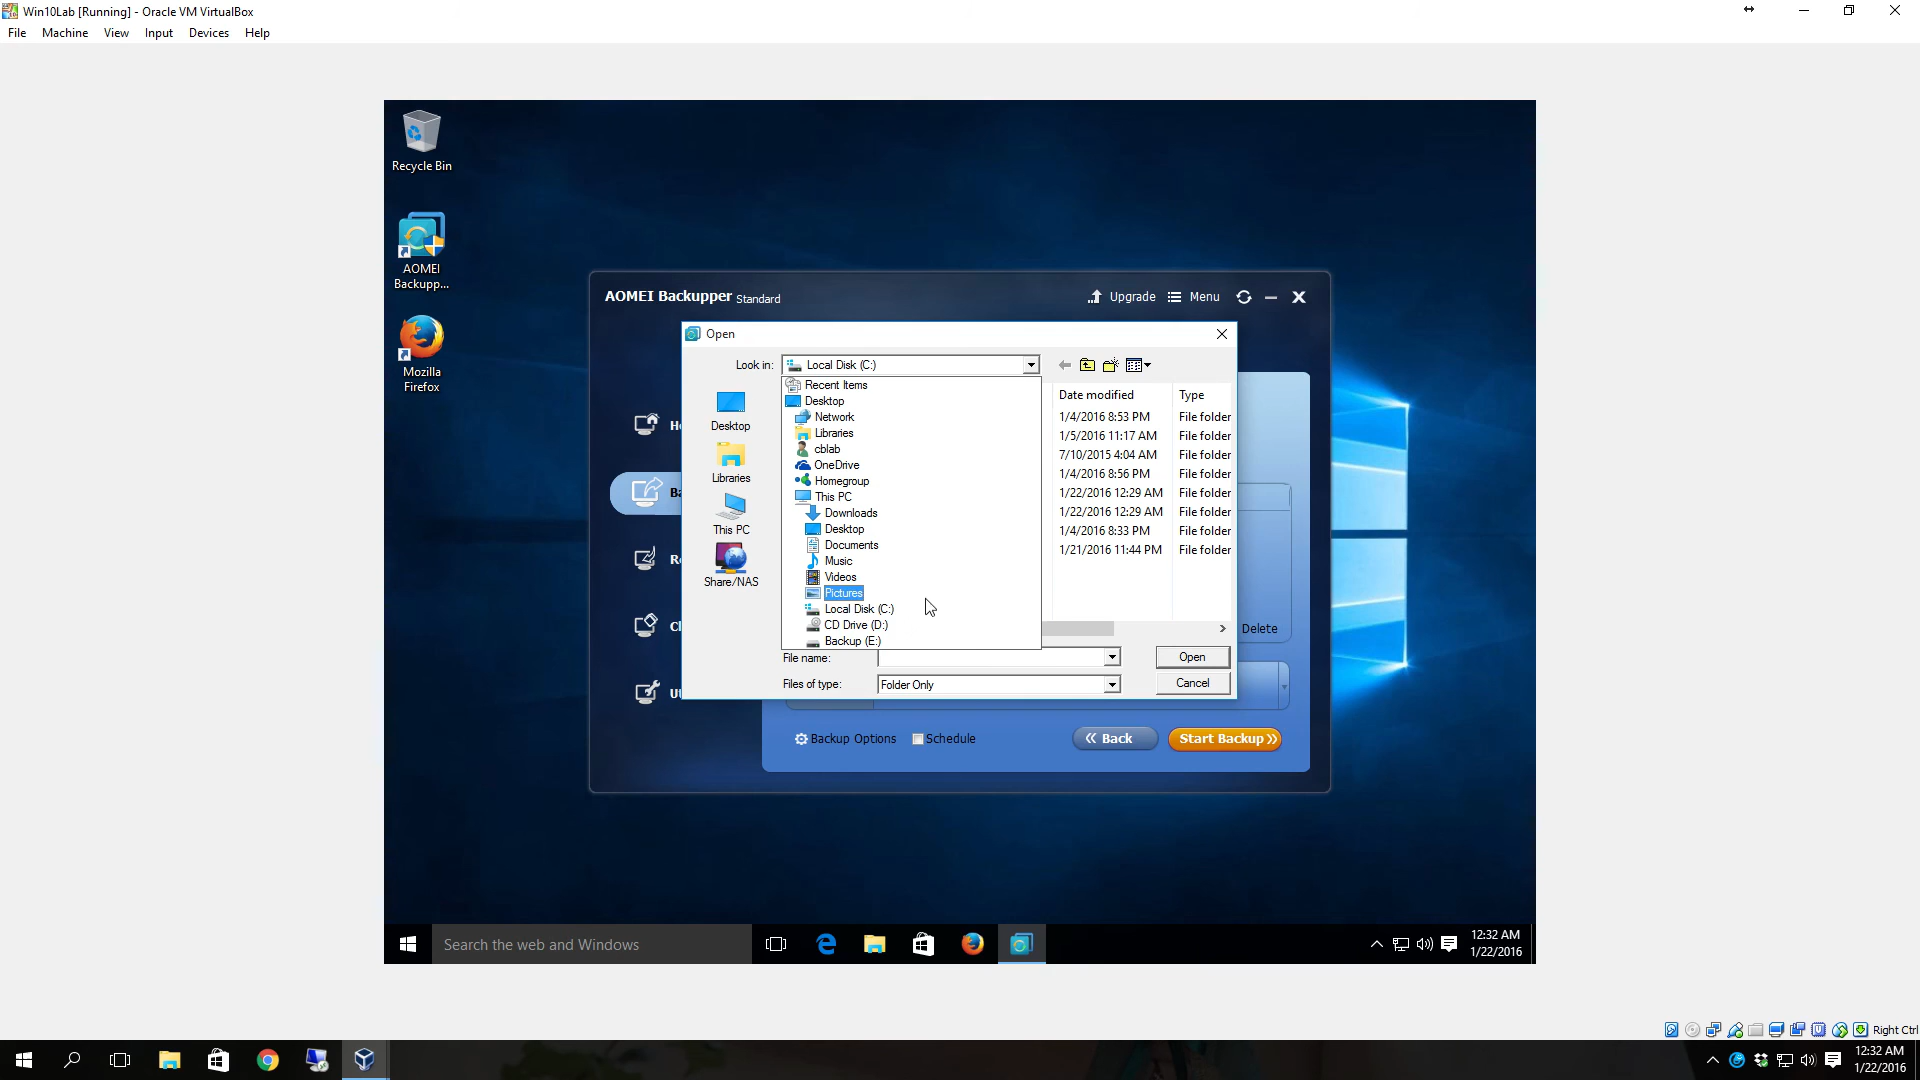 Win10Lab [Running] - Oracle VM VirtualBox
File Machine View Input Devices Help
Recycle Bin
AOMEI
Backupp...
Mozilla
Firefox
AOMEI Backupper Standard
Upgrade Menu
Open
Look in: Local Disk (C:)
Recent Items
Desktop
Network
Libraries
cblab
OneDrive
Homegroup
This PC
Downloads
Desktop
Documents
Music
Videos
Pictures
Local Disk (C:)
CD Drive (D:)
Backup (E:)
Desktop
Libraries
This PC
Share/NAS
Date modified Type
1/4/2016 8:53 PM File folder
1/5/2016 11:17 AM File folder
7/10/2015 4:04 AM File folder
1/4/2016 8:56 PM File folder
1/22/2016 12:29 AM File folder
1/22/2016 12:29 AM File folder
1/4/2016 8:33 PM File folder
1/21/2016 11:44 PM File folder
Delete
File name: Open
Files of type: Folder Only Cancel
Backup Options Schedule Back Start Backup
Search the web and Windows
12:32 AM
1/22/2016
Right Ctrl
12:32 AM
1/22/2016